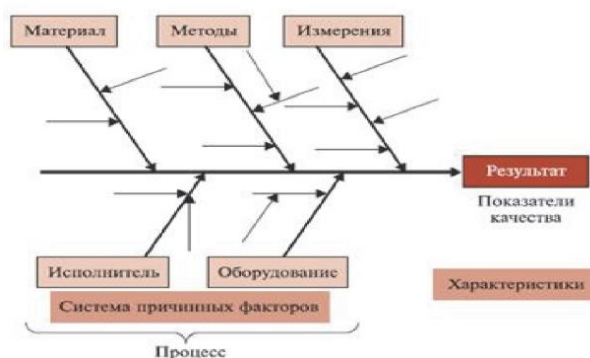 Материал
Методы
Измерения
Результат
Показатели
качества
Исполнитель
Оборудование
Характеристики
Система причинных факторов
Процесс